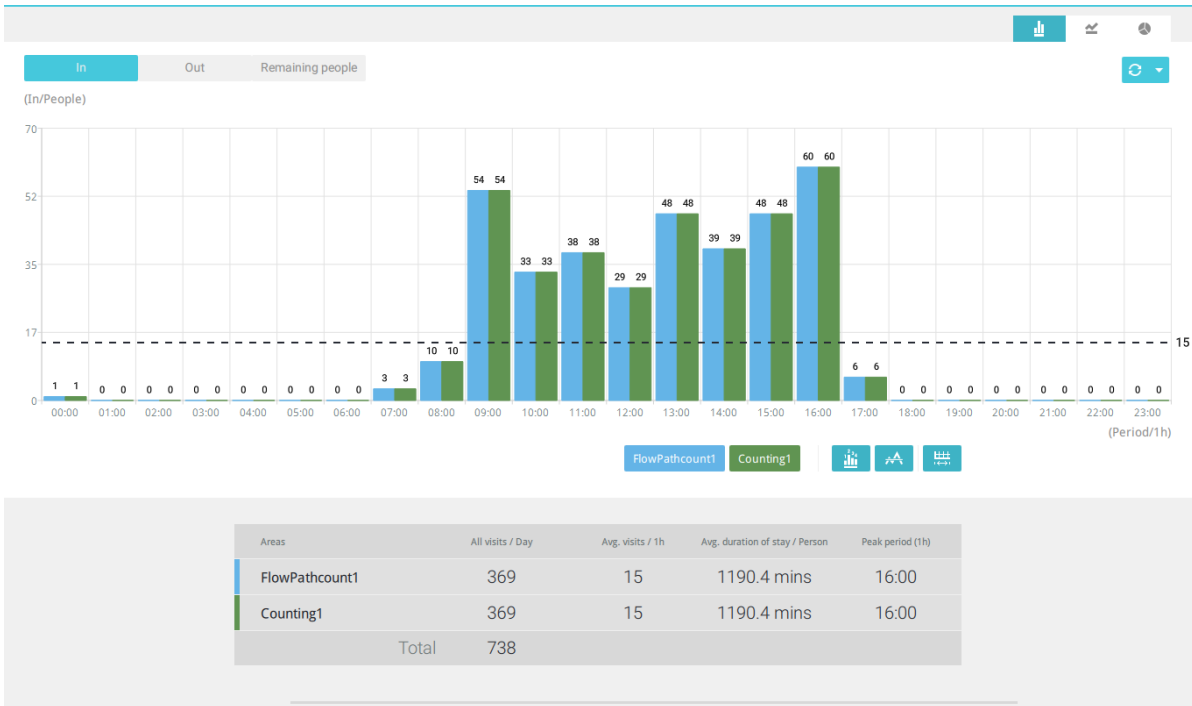 In Out Remaining people
(In/People)
70
60 60
54 54
52
48 48 48 48
39 39
38 38
35
33 33
29 29
17
15
10 10
6 6
3 3
1 1 0 0 0 0 0 0 0 0 0 0 0 0 0 0 0 0 0 0 0 0 0 0 0 0
0
00:00 01:00 02:00 03:00 04:00 05:00 06:00 07:00 08:00 09:00 10:00 11:00 12:00 13:00 14:00 15:00 16:00 17:00 18:00 19:00 20:00 21:00 22:00 23:00
(Period/1h)
FlowPathcount1 Counting1
Areas All visits / Day Avg. visits / 1h Avg. duration of stay / Person Peak period (1h)
FlowPathcount1 369 15 1190.4 mins 16:00
Counting1 369 15 1190.4 mins 16:00
Total 738